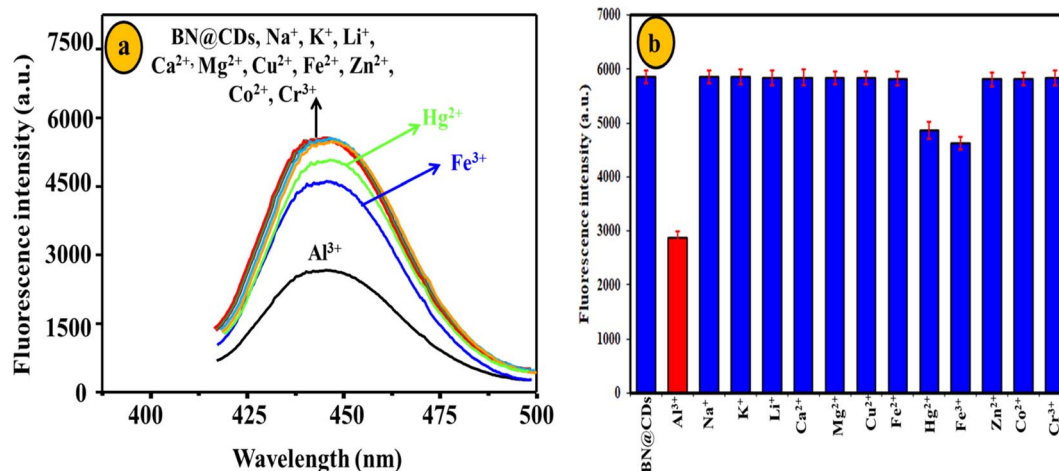 a
BN@CDs, Na⁺, K⁺, Li⁺,
Ca²⁺, Mg²⁺, Cu²⁺, Fe²⁺, Zn²⁺,
Co²⁺, Cr³⁺
Hg²⁺
Fe³⁺
Al³⁺
7500
6000
4500
3000
1500
0
400
425
450
475
500
Fluorescence intensity (a.u.)
Wavelength (nm)
b
7000
6000
5000
4000
3000
2000
1000
0
Fluorescence intensity (a.u.)
BN@CDs
Al³⁺
Na⁺
K⁺
Li⁺
Ca²⁺
Mg²⁺
Cu²⁺
Fe²⁺
Hg²⁺
Fe³⁺
Zn²⁺
Co²⁺
Cr³⁺